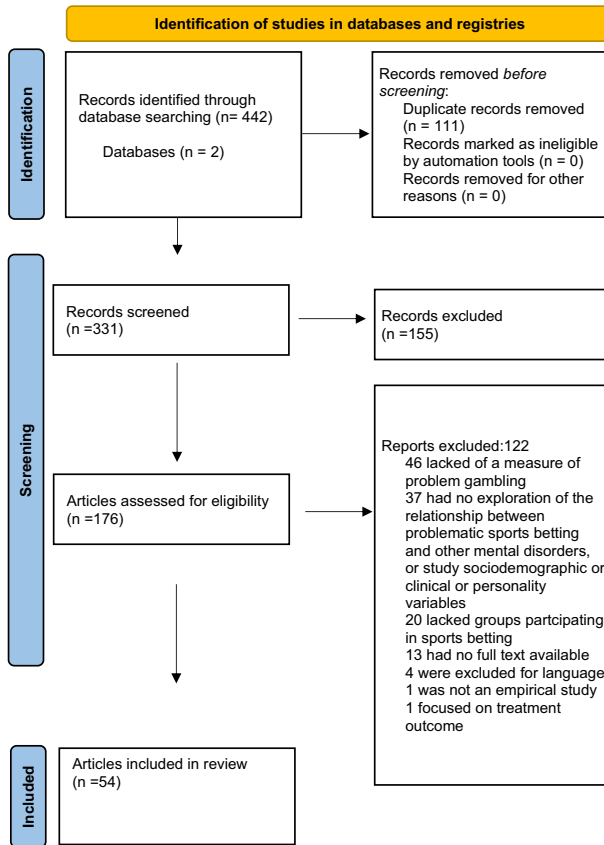 Identification of studies in databases and registries
Identification
Records identified through
database searching (n= 442)
Databases (n = 2)
Records removed before
screening:
Duplicate records removed
(n = 111)
Records marked as ineligible
by automation tools (n = 0)
Records removed for other
reasons (n = 0)
Screening
Records screened
(n =331)
Records excluded
(n =155)
Articles assessed for eligibility
(n =176)
Reports excluded:122
46 lacked of a measure of
problem gambling
37 had no exploration of the
relationship between
problematic sports betting
and other mental disorders,
or study sociodemographic or
clinical or personality
variables
20 lacked groups partcipating
in sports betting
13 had no full text available
4 were excluded for language
1 was not an empirical study
1 focused on treatment
outcome
Included
Articles included in review
(n =54)